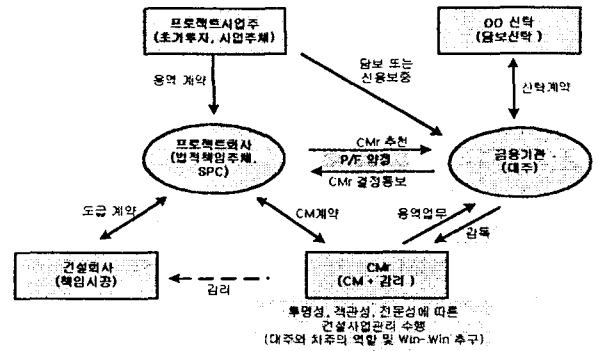 프로젝트사업주
(초기투자, 사업주체)
OO 신탁
(담보신탁)
담보 또는
신용보증
용역 계약
신탁계약
프로젝트회사
(법적책임주체,
SPC)
CMr 추천
P/F 약정
CMr 결정통보
금융기관
(대주)
도급 계약
CM계약
용역업무
감독
건설회사
(책임시공)
감리
CMr
(CM + 감리)
투명성, 객관성, 전문성에 따른
건설사업관리 수행
(대주와 차주의 역할 및 Win-Win 추구)